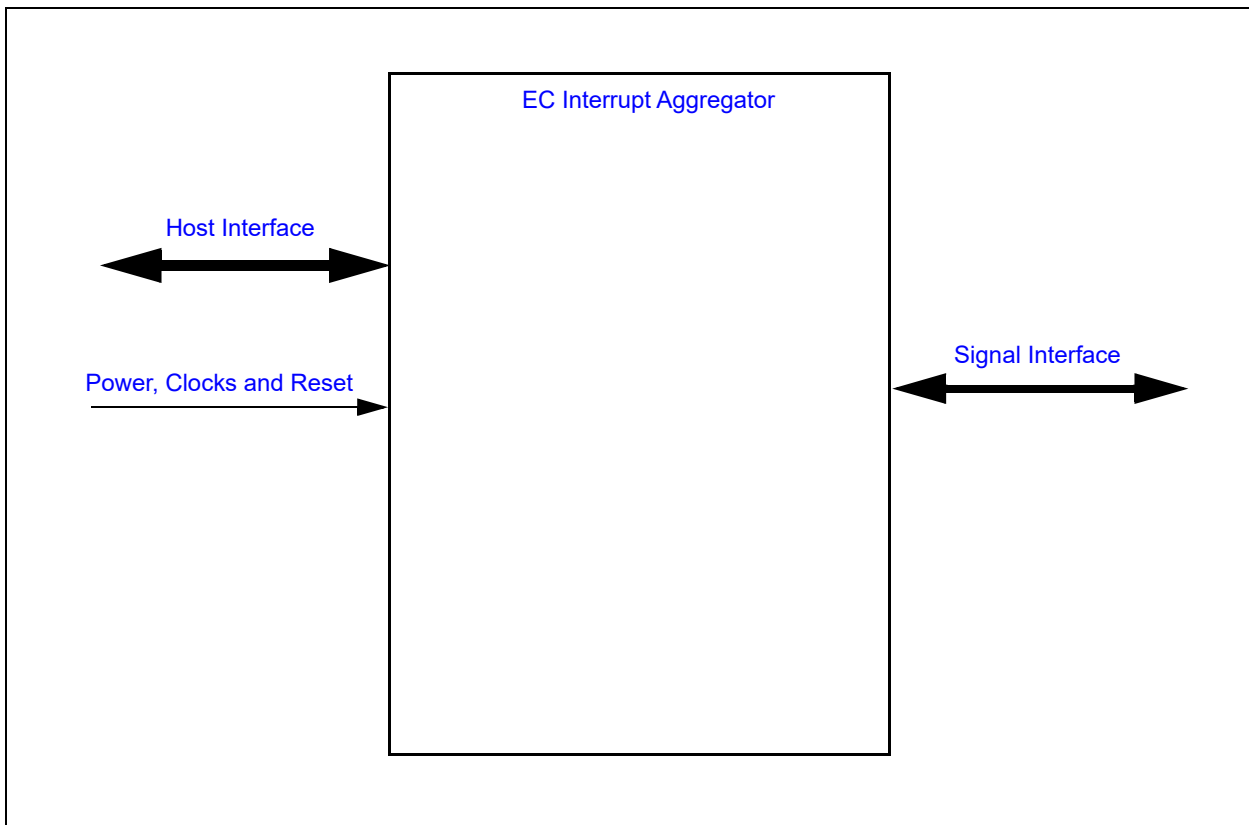 EC Interrupt Aggregator
Host Interface
Signal Interface
Power, Clocks and Reset